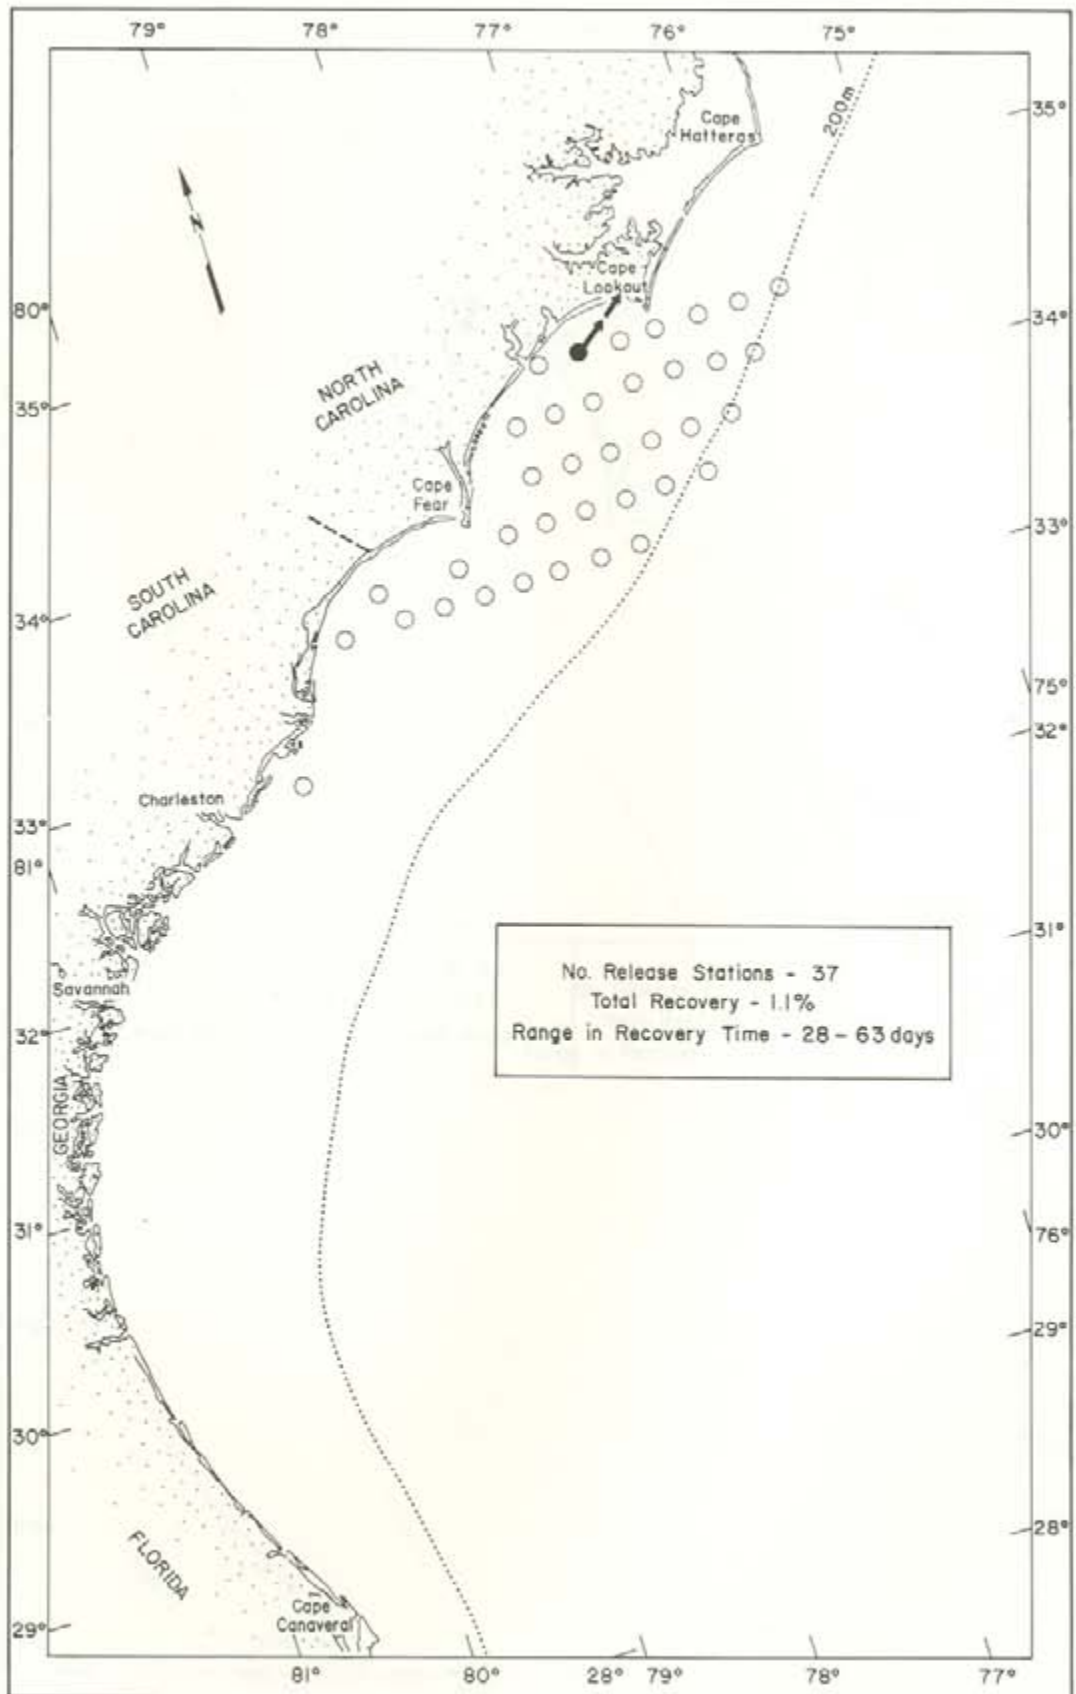 79° 78° 77° 76° 75°
35°
200m
Cape
Hatteras
N
Cape
Lookout
80°
34°
NORTH
CAROLINA
35°
Cape
Fear
33°
SOUTH
CAROLINA
34°
75°
32°
Charleston
33°
81°
31°
No. Release Stations - 37
Total Recovery - 1.1%
Range in Recovery Time - 28 - 63 days
Savannah
32°
GEORGIA
30°
31°
76°
29°
30°
28°
FLORIDA
Cape
Canaveral
29°
81° 80° 28° 79° 78° 77°